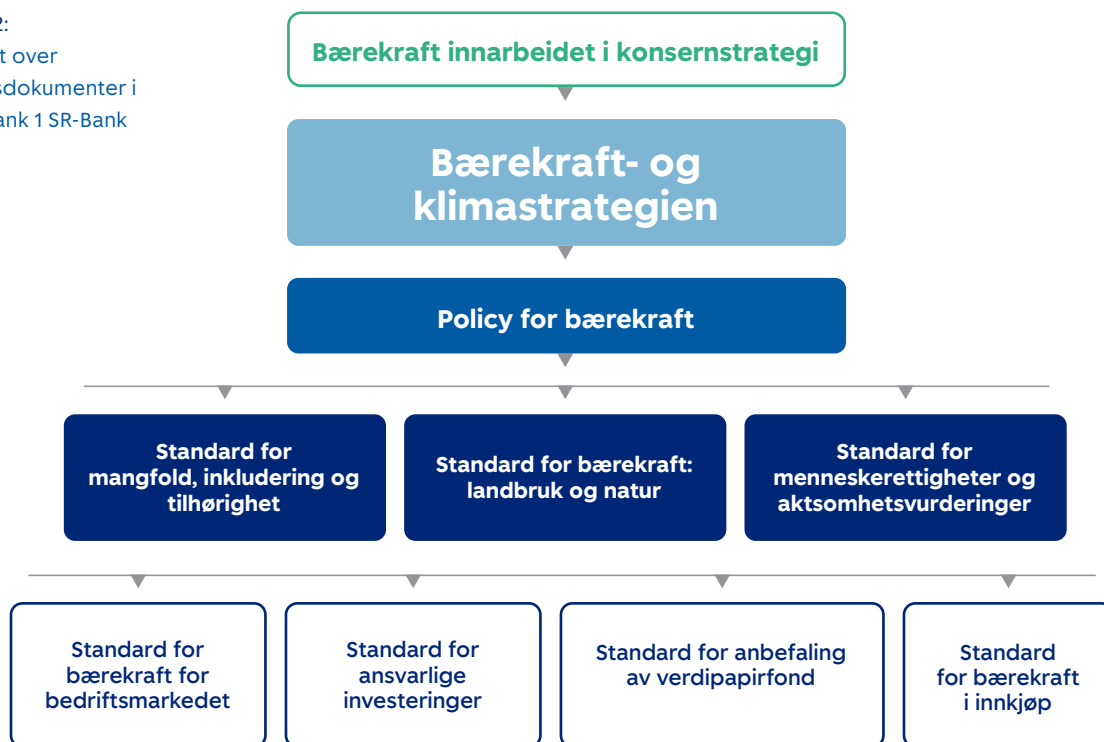 2:
t over
sdokumenter i
ank 1 SR-Bank
Bærekraft innarbeidet i konsernstrategi
Bærekraft- og
klimastrategien
Policy for bærekraft
Standard for
mangfold, inkludering og
tilhørighet
Standard for bærekraft:
landbruk og natur
Standard for
menneskerettigheter og
aktsomhetsvurderinger
Standard for
bærekraft for
bedriftsmarkedet
Standard for
ansvarlige
investeringer
Standard for anbefaling
av verdipapirfond
Standard
for bærekraft
i innkjøp